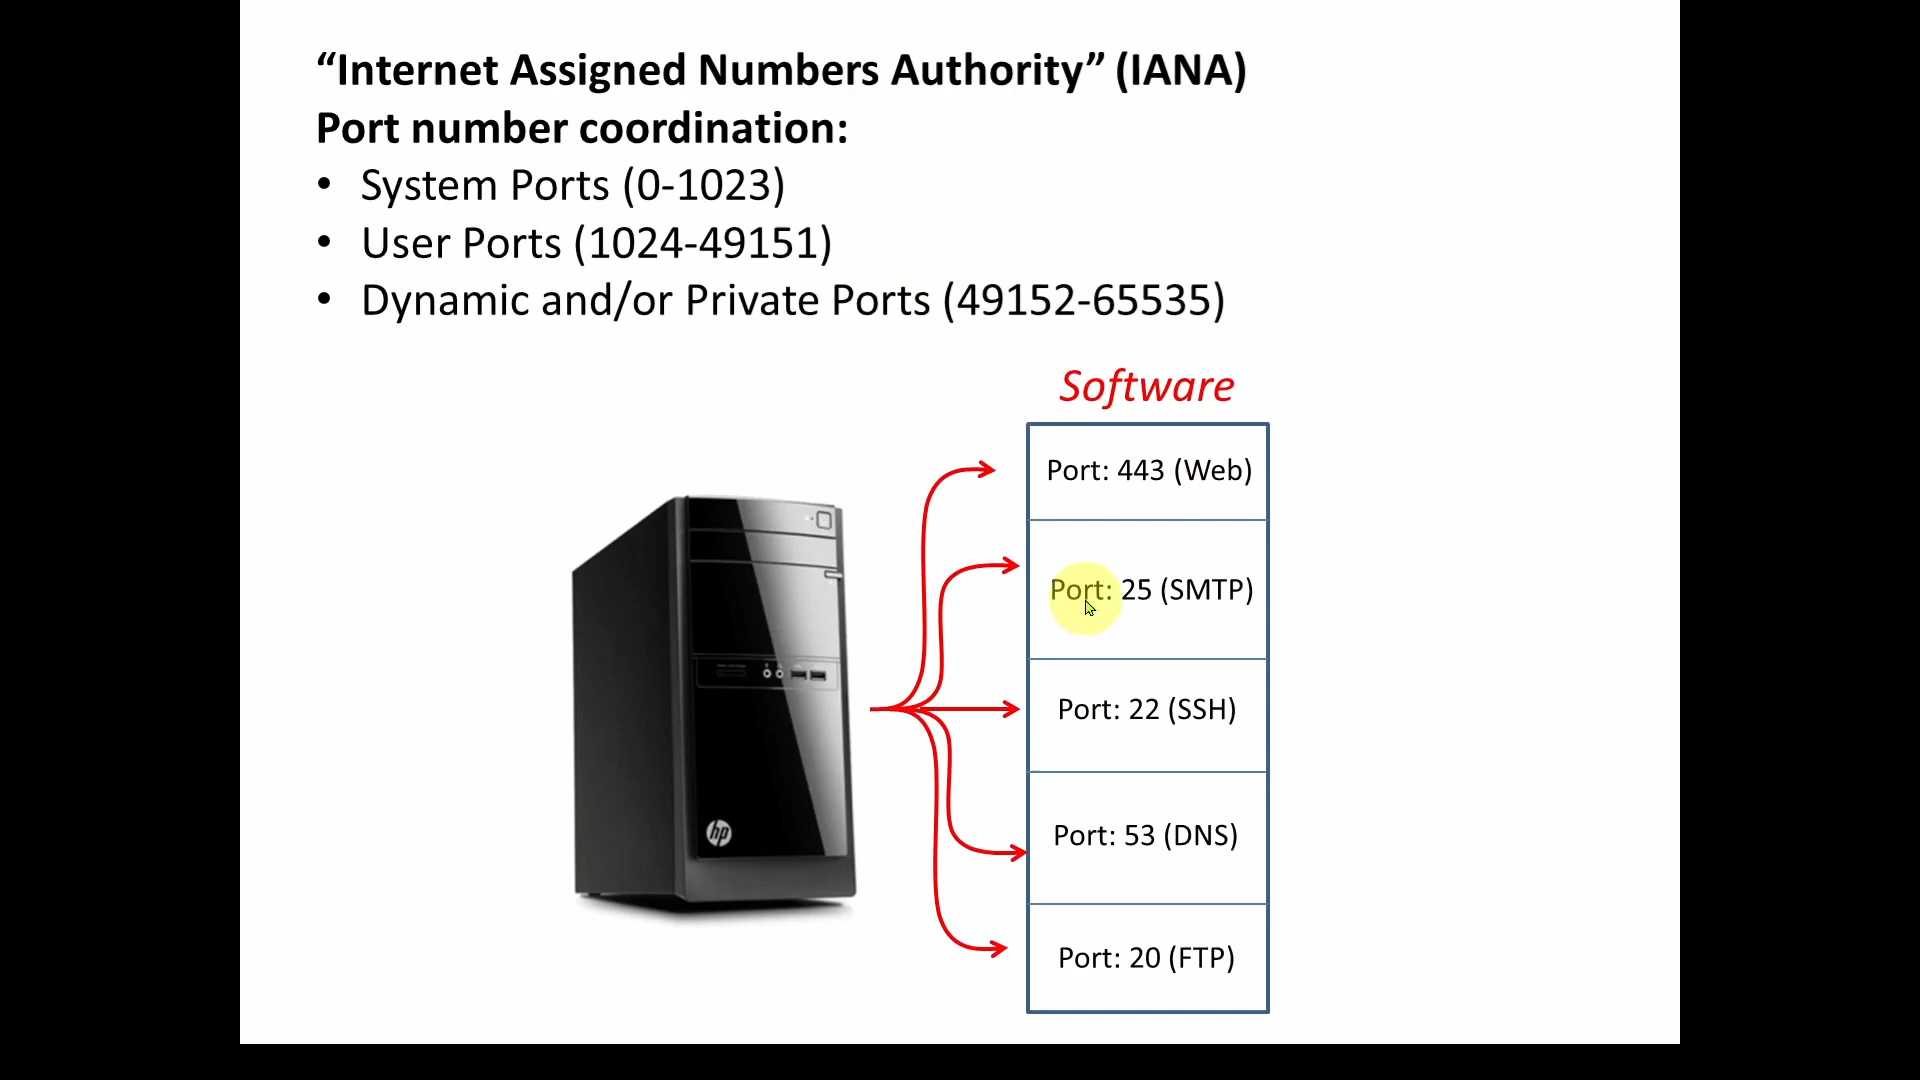 “Internet Assigned Numbers Authority” (IANA)
Port number coordination:
• System Ports (0-1023)
• User Ports (1024-49151)
• Dynamic and/or Private Ports (49152-65535)
Software
Port: 443 (Web)
Port: 25 (SMTP)
Port: 22 (SSH)
Port: 53 (DNS)
Port: 20 (FTP)
hp